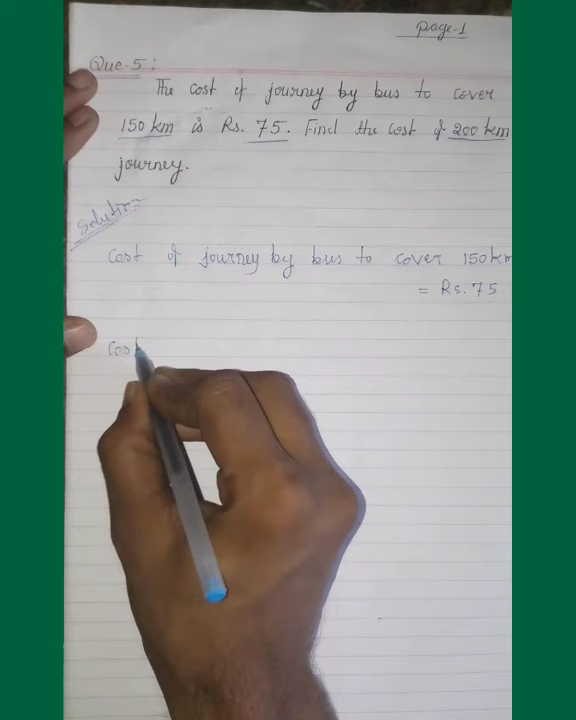 Page-1
Que-5:
The cost of journey by bus to cover
150 km is Rs. 75. Find the cost of 200 km
journey.
Solution
Cost of journey by bus to cover 150 km
= Rs. 75
Cost